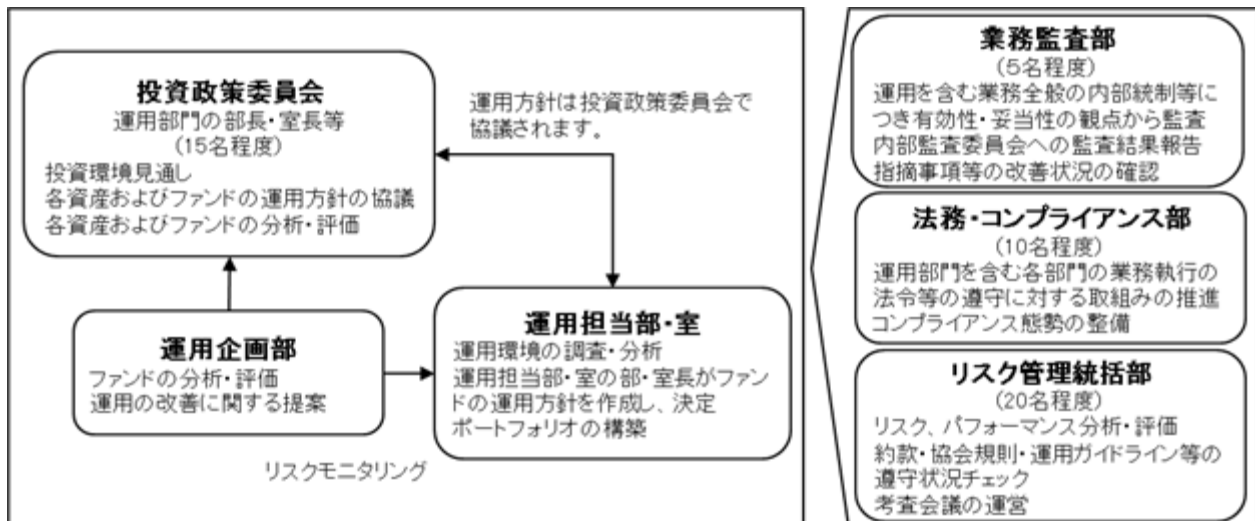 投資政策委員会
運用部門の部長・室長等
(15名程度)
投資環境見通し
各資産およびファンドの運用方針の協議
各資産およびファンドの分析・評価
運用方針は投資政策委員会で
協議されます。
運用企画部
ファンドの分析・評価
運用の改善に関する提案
運用担当部・室
運用環境の調査・分析
運用担当部・室の部・室長がファン
ドの運用方針を作成し、決定
ポートフォリオの構築
リスクモニタリング
業務監査部
(5名程度)
運用を含む業務全般の内部統制等に
つき有効性・妥当性の観点から監査
内部監査委員会への監査結果報告
指摘事項等の改善状況の確認
法務・コンプライアンス部
(10名程度)
運用部門を含む各部門の業務執行の
法令等の遵守に対する取組みの推進
コンプライアンス態勢の整備
リスク管理統括部
(20名程度)
リスク、パフォーマンス分析・評価
約款・協会規則・運用ガイドライン等の
遵守状況チェック
考査会議の運営